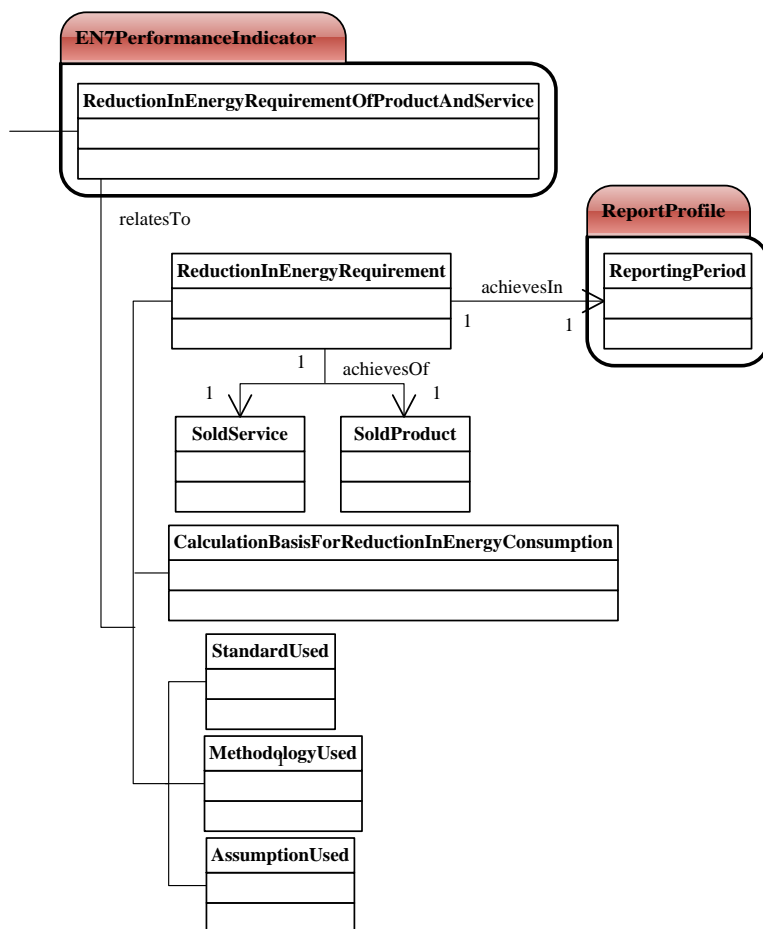 EN7PerformanceIndicator
ReductionInEnergyRequirementOfProductAndService
relatesTo
ReportProfile
ReductionInEnergyRequirement
ReportingPeriod
achievesIn
1
1
1
achievesOf
1
1
SoldService
SoldProduct
CalculationBasisForReductionInEnergyConsumption
StandardUsed
MethodologyUsed
1
AssumptionUsed